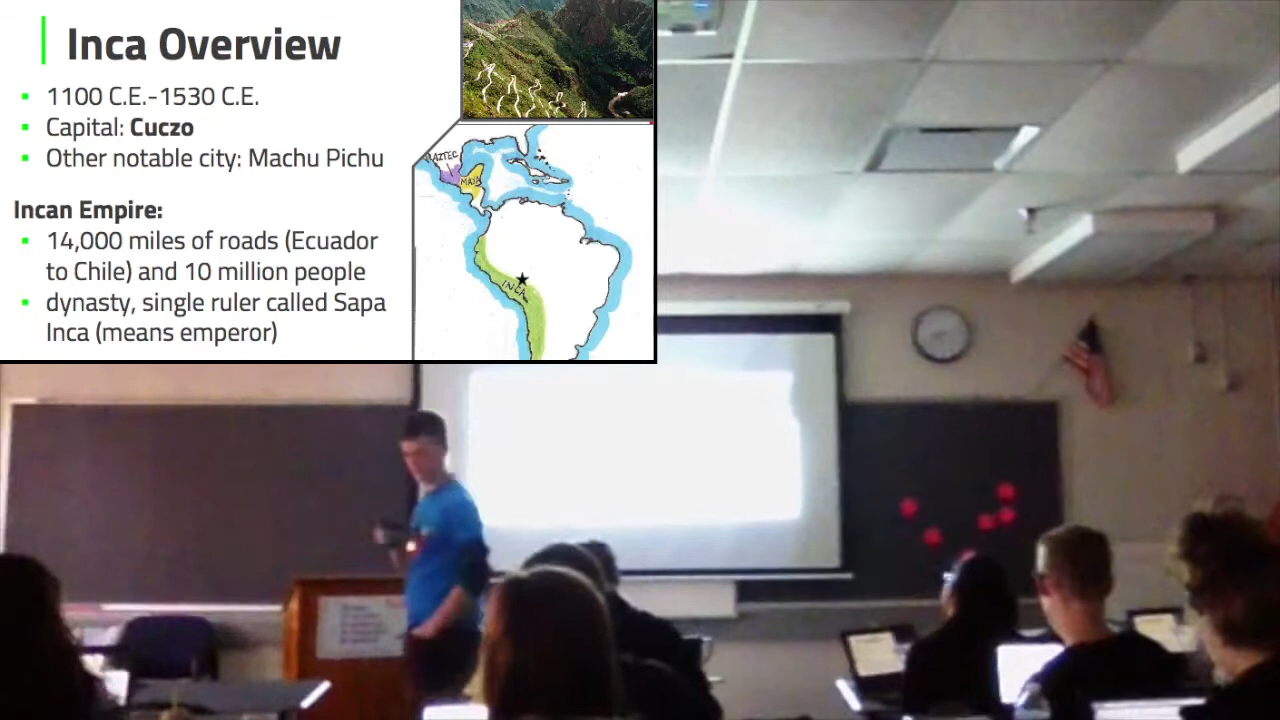 Inca Overview
▪ 1100 C.E.-1530 C.E.
▪ Capital: Cuczo
▪ Other notable city: Machu Pichu
Incan Empire:
▪ 14,000 miles of roads (Ecuador
to Chile) and 10 million people
▪ dynasty, single ruler called Sapa
Inca (means emperor)
AZTEC
MAYA
INCA